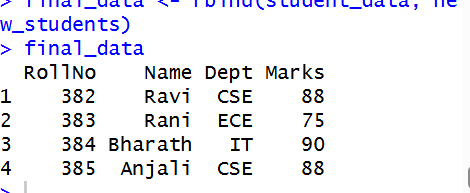 > final_data <- rbind(student_data, ne
w_students)
> final_data
  RollNo    Name Dept Marks
1    382    Ravi  CSE    88
2    383    Rani  ECE    75
3    384 Bharath   IT    90
4    385  Anjali  CSE    88
>